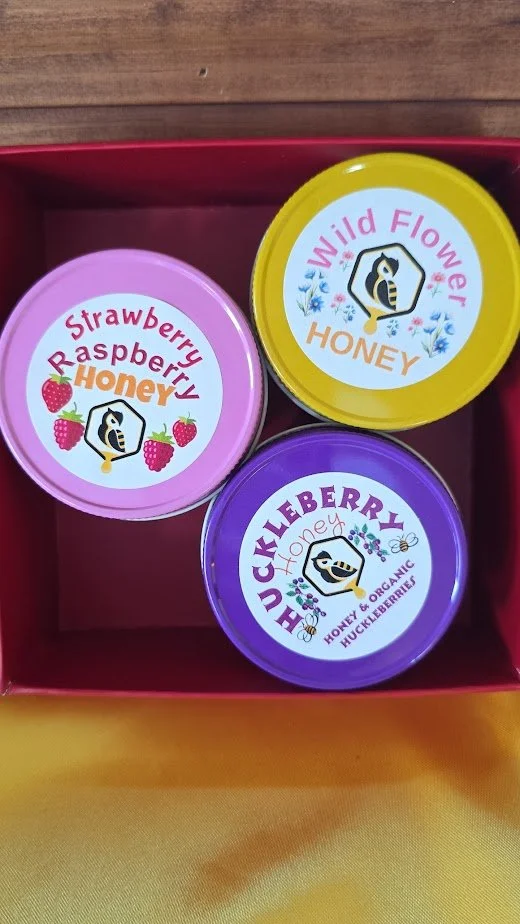 Wild Flower
HONEY
Strawberry
Raspberry
Honey
HUCKLEBERRY
Honey
HONEY & ORGANIC
HUCKLEBERRIES